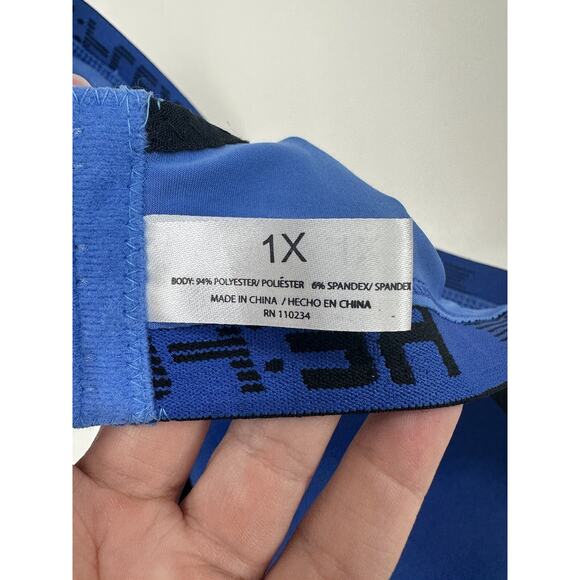 1X
BODY: 94% POLYESTER/ POLIÉSTER 6% SPANDEX/ SPANDEX
MADE IN CHINA / HECHO EN CHINA
RN 110234